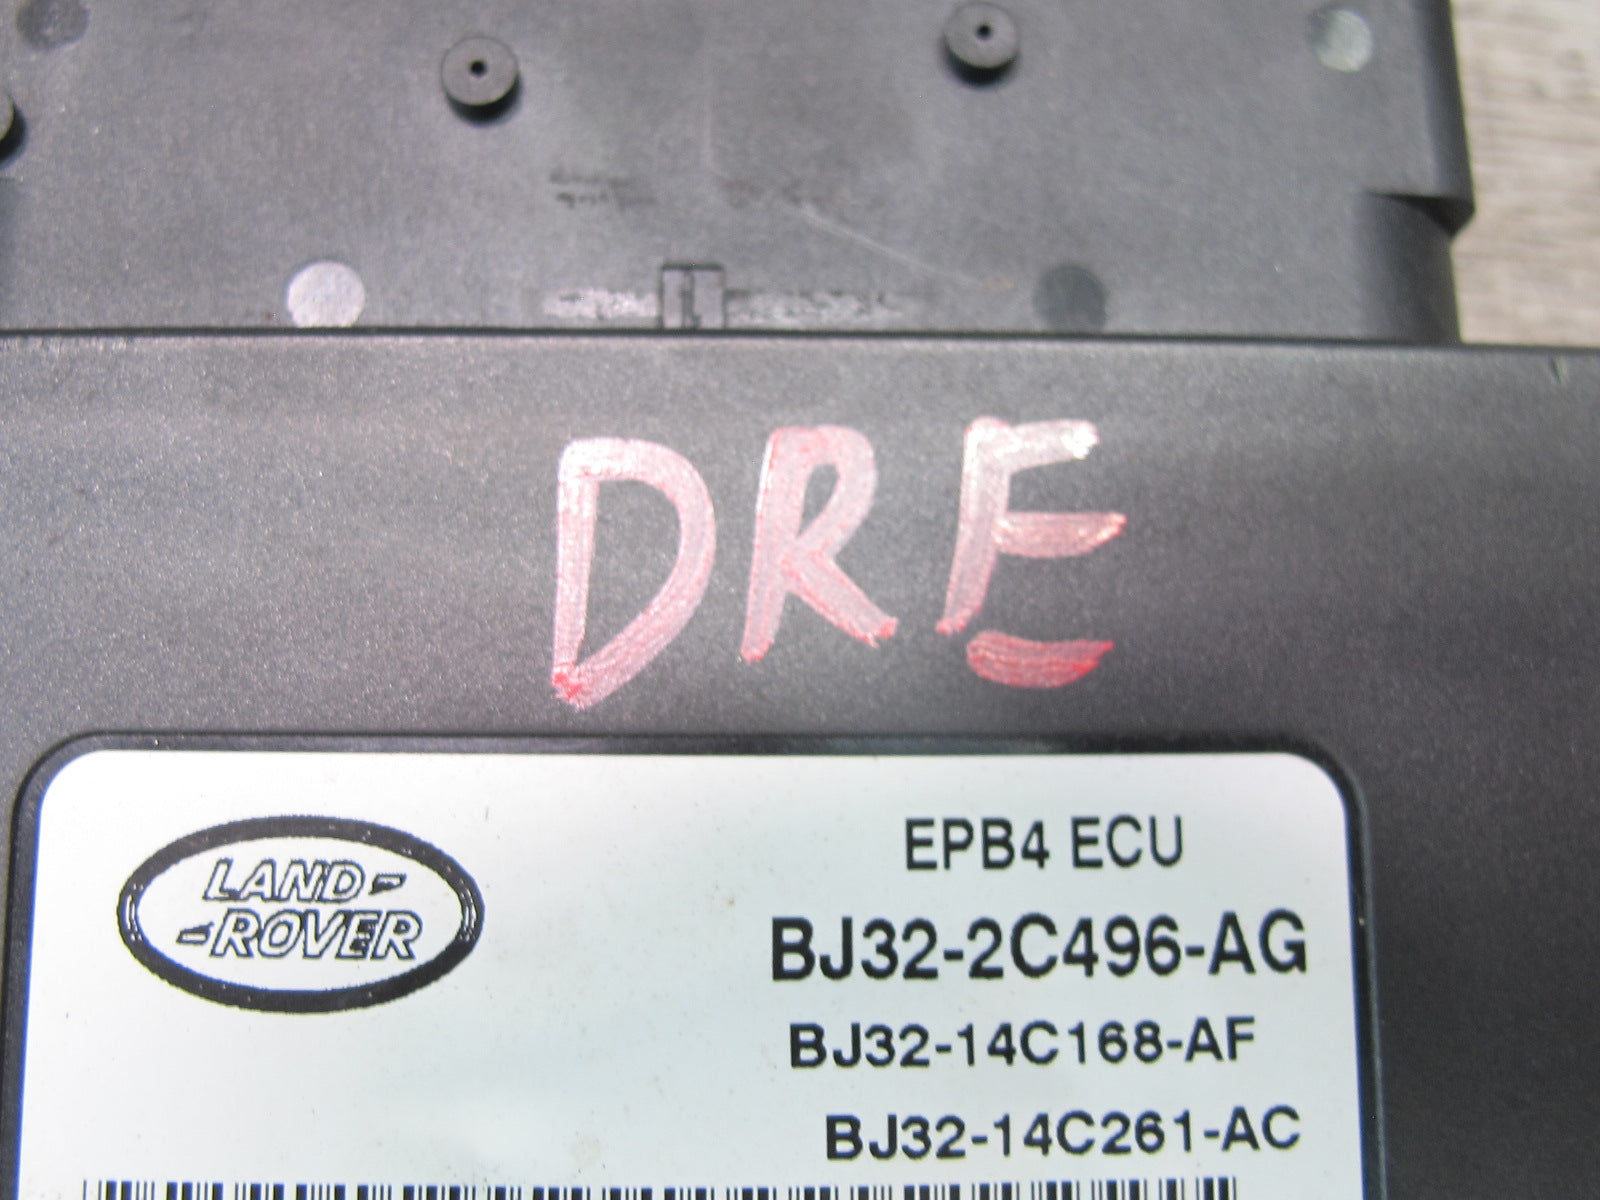 DRE
LAND-
-ROVER
EPB4 ECU
BJ32-2C496-AG
BJ32-14C168-AF
BJ32-14C261-AC